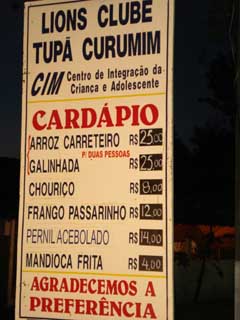 LIONS CLUBE
TUPÃ CURUMIM
CIM Centro de Integração da
Criança e Adolescente
CARDÁPIO
ARROZ CARRETEIRO R$ 25,00
P/ DUAS PESSOAS
GALINHADA R$ 25,00
CHOURIÇO R$ 8,00
FRANGO PASSARINHO R$ 12,00
PERNIL ACEBOLADO R$ 14,00
MANDIOCA FRITA R$ 4,00
AGRADECEMOS A
PREFERÊNCIA